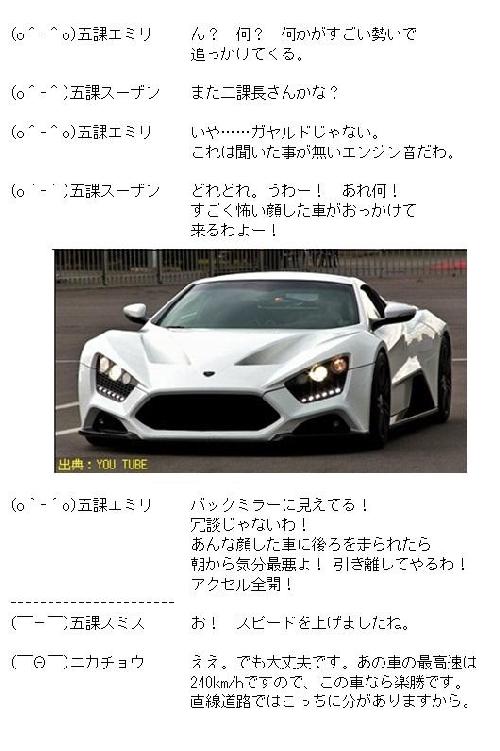 (o＾-＾o)五課エミリ　ん？　何？　何かがすごい勢いで
追っかけてくる。
(o＾-＾)五課スーザン　また二課長さんかな？
(o＾-＾o)五課エミリ　いや……ガヤルドじゃない。
これは聞いた事が無いエンジン音だわ。
(o＾-＾)五課スーザン　どれどれ。うわー！　あれ何！
すごく怖い顔した車がおっかけて
来るわよー！
出典：YOU TUBE
(o＾-＾o)五課エミリ　バックミラーに見えてる！
冗談じゃないわ！
あんな顔した車に後ろを走られたら
朝から気分最悪よ！ 引き離してやるわ！
アクセル全開！
-----------------------
(￣ー￣)五課スミス　お！　スピードを上げましたね。
(￣Θ￣)ニカチョウ　ええ。でも大丈夫です。あの車の最高速は
240km/hですので、この車なら楽勝です。
直線道路ではこっちに分がありますから。